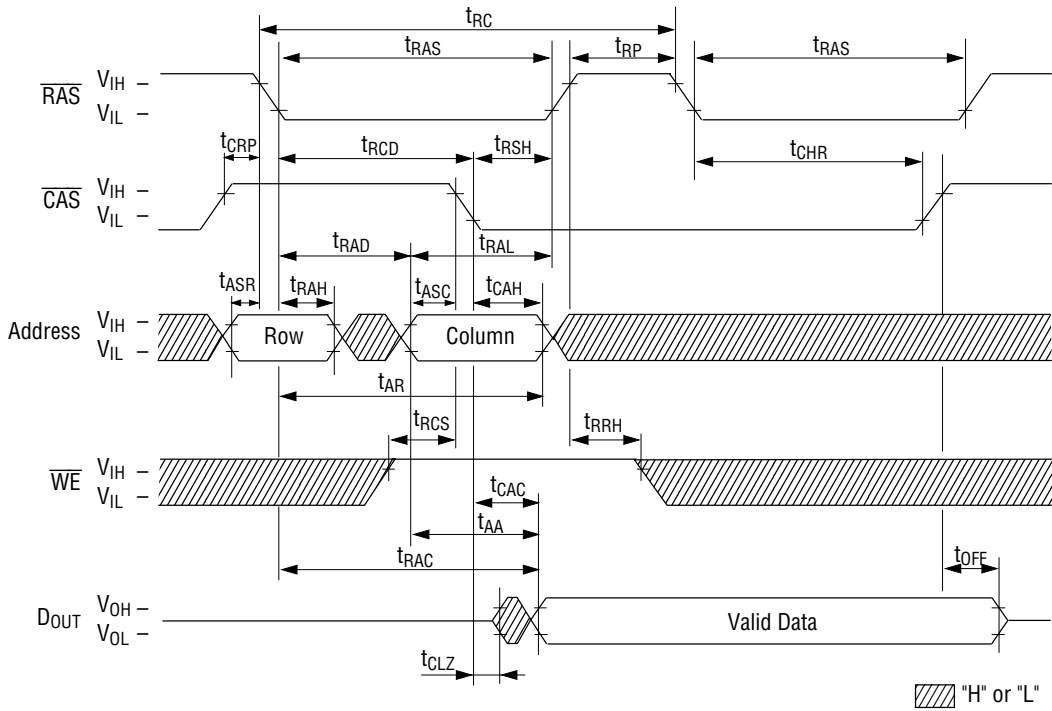 tRC
tRAS
tRP
tRAS
RAS
VIH –
VIL –
tCRP
tRCD
tRSH
tCHR
CAS
VIH –
VIL –
tRAD
tRAL
tASR
tRAH
tASC
tCAH
Address
VIH –
VIL –
Row
Column
tAR
tRCS
tRRH
WE
VIH –
VIL –
tCAC
tAA
tRAC
tOFF
DOUT
VOH –
VOL –
Valid Data
tCLZ
"H" or "L"